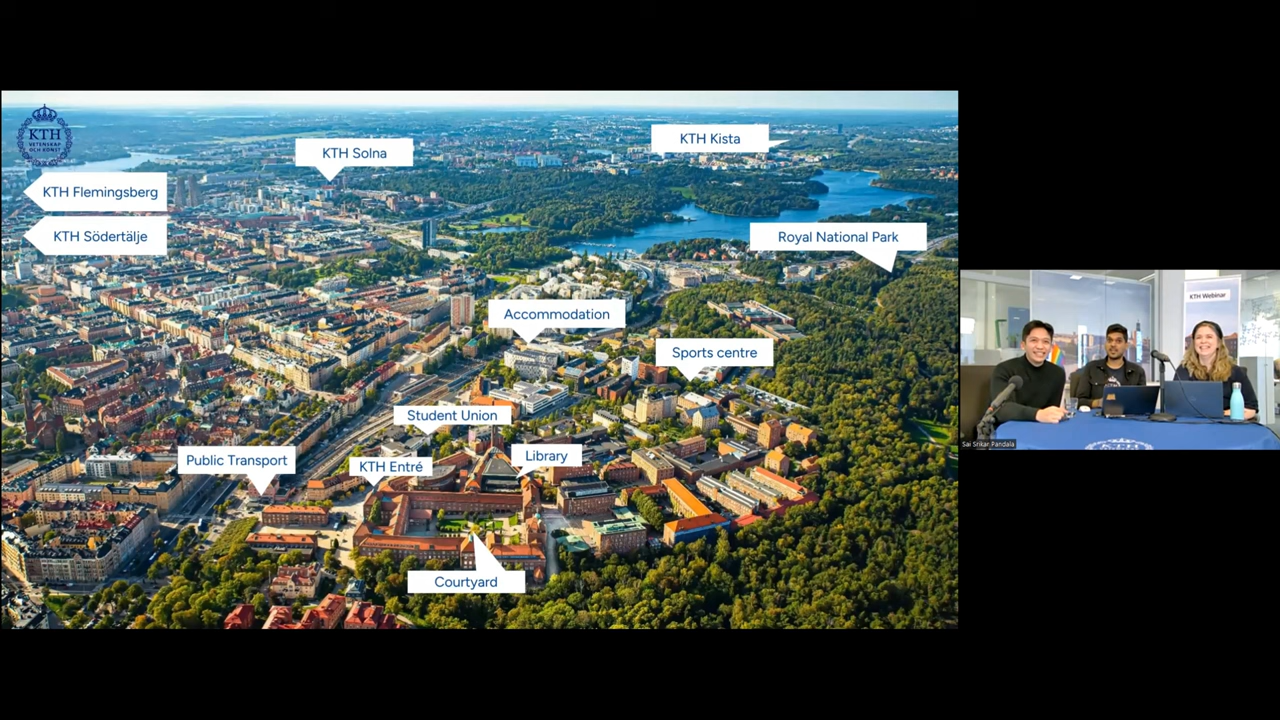 KTH
VETENSKAP
OCH KONST
KTH Solna
KTH Kista
KTH Flemingsberg
KTH Södertälje
Royal National Park
Accommodation
Sports centre
Student Union
Public Transport
KTH Entré
Library
Courtyard
KTH Webinar
Sai Srikar Pandala